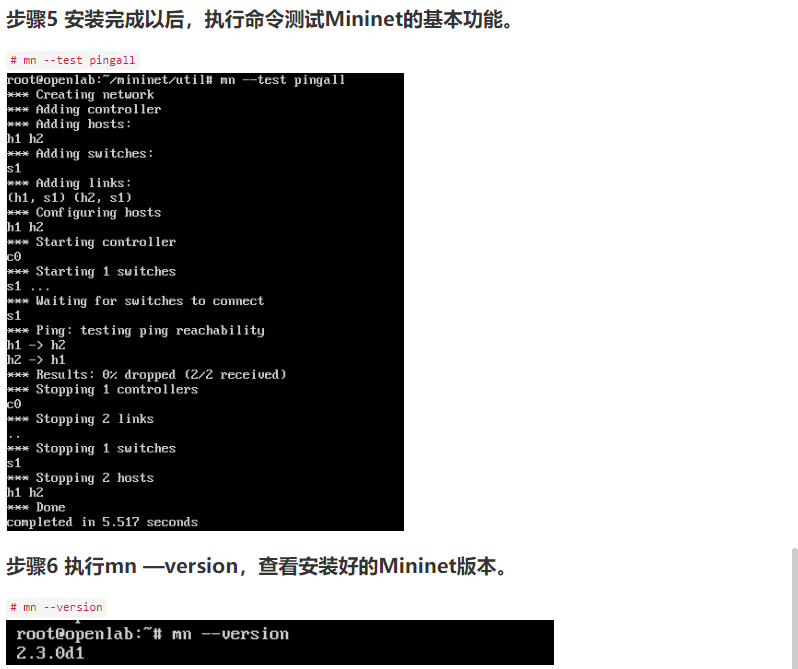 步骤5 安装完成以后，执行命令测试Mininet的基本功能。
# mn --test pingall
root@openlab:~/mininet/util# mn --test pingall
*** Creating network
*** Adding controller
*** Adding hosts:
h1 h2
*** Adding switches:
s1
*** Adding links:
(h1, s1) (h2, s1)
*** Configuring hosts
h1 h2
*** Starting controller
c0
*** Starting 1 switches
s1 ...
*** Waiting for switches to connect
s1
*** Ping: testing ping reachability
h1 -> h2
h2 -> h1
*** Results: 0% dropped (2/2 received)
*** Stopping 1 controllers
c0
*** Stopping 2 links
..
*** Stopping 1 switches
s1
*** Stopping 2 hosts
h1 h2
*** Done
completed in 5.517 seconds
步骤6 执行mn —version，查看安装好的Mininet版本。
# mn --version
root@openlab:~# mn --version
2.3.0d1